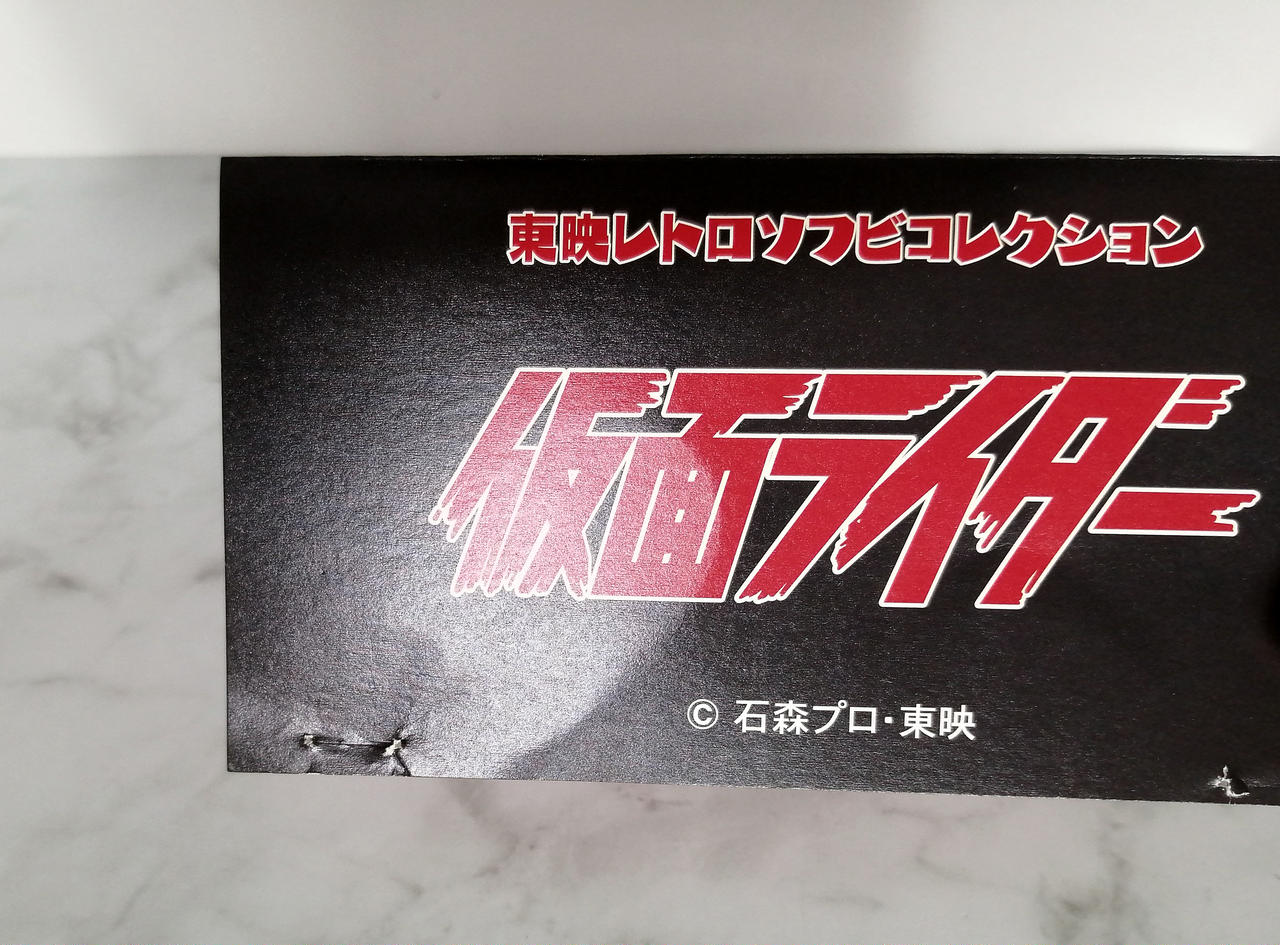 東映レトロソフビコレクション
仮面ライダー
© 石森プロ・東映